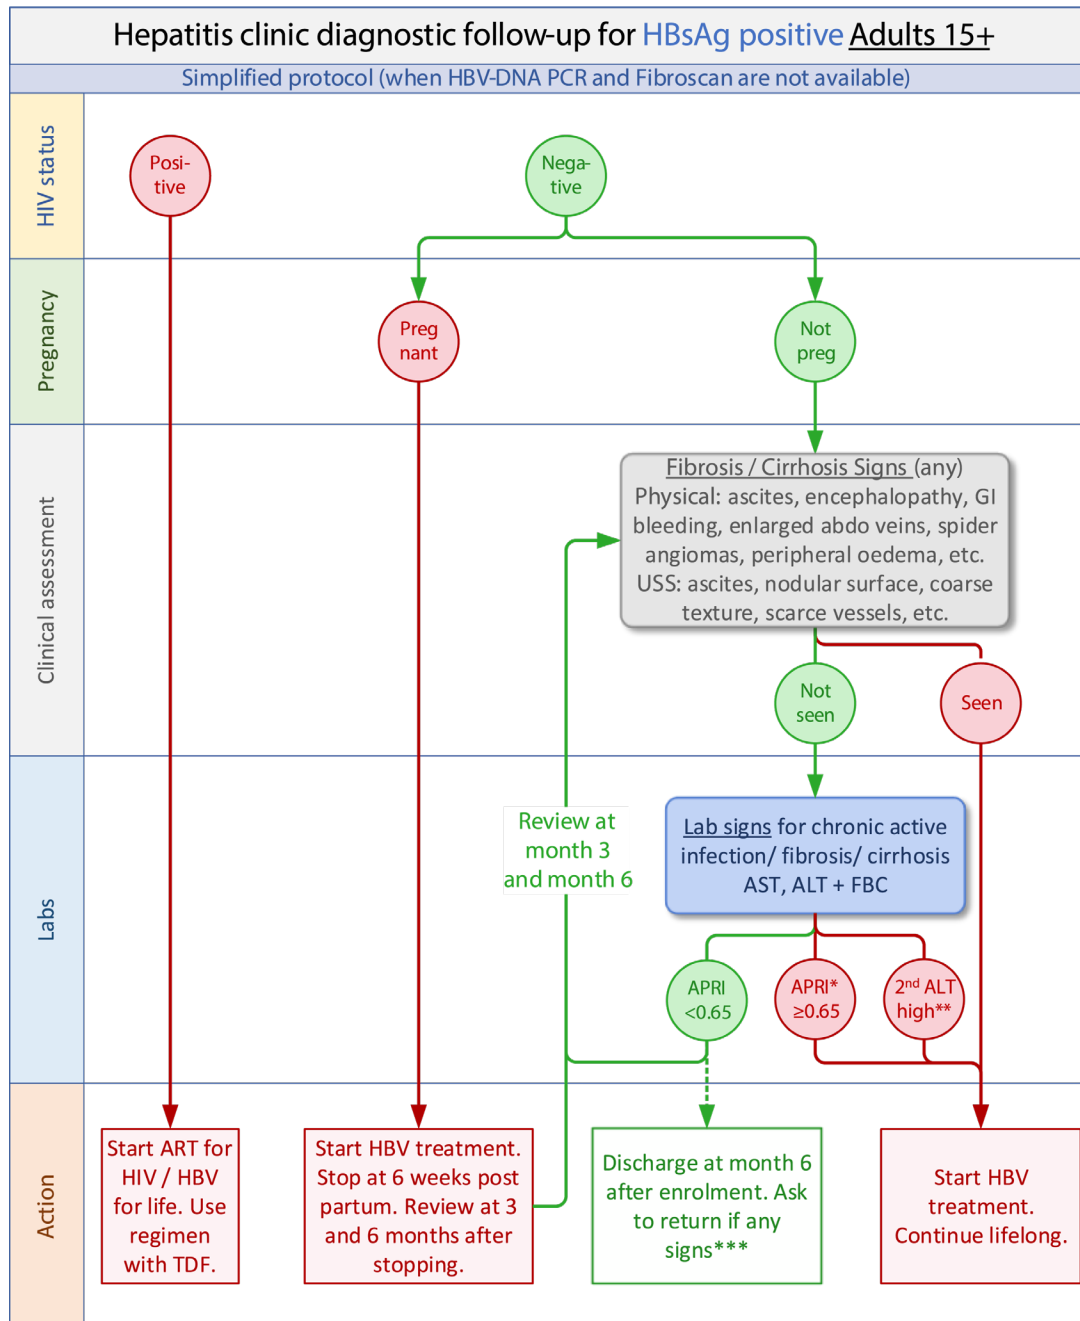 Hepatitis clinic diagnostic follow-up for HBsAg positive Adults 15+
Simplified protocol (when HBV-DNA PCR and Fibroscan are not available)
HIV status
Posi-
tive
Nega-
tive
Pregnancy
Preg
nant
Not
preg
Clinical assessment
Fibrosis / Cirrhosis Signs (any)
Physical: ascites, encephalopathy, GI
bleeding, enlarged abdo veins, spider
angiomas, peripheral oedema, etc.
USS: ascites, nodular surface, coarse
texture, scarce vessels, etc.
Not
seen
Seen
Labs
Review at
month 3
and month 6
Lab signs for chronic active
infection/ fibrosis/ cirrhosis
AST, ALT + FBC
APRI
<0.65
APRI*
≥0.65
2nd ALT
high**
Action
Start ART for
HIV / HBV
for life. Use
regimen
with TDF.
Start HBV treatment.
Stop at 6 weeks post
partum. Review at 3
and 6 months after
stopping.
Discharge at month 6
after enrolment. Ask
to return if any
signs***
Start HBV
treatment.
Continue lifelong.